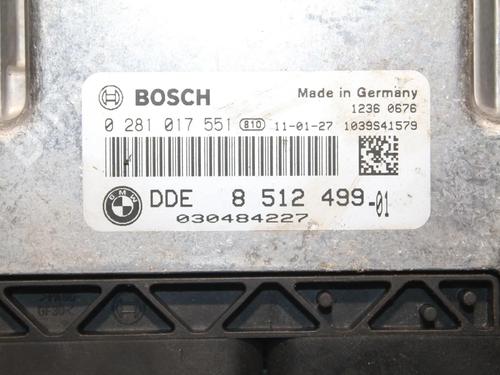 BOSCH
Made in Germany
1236 0676
0 281 017 551 810 11-01-27 1039S41579
BMW
DDE 8 512 499-01
030484227